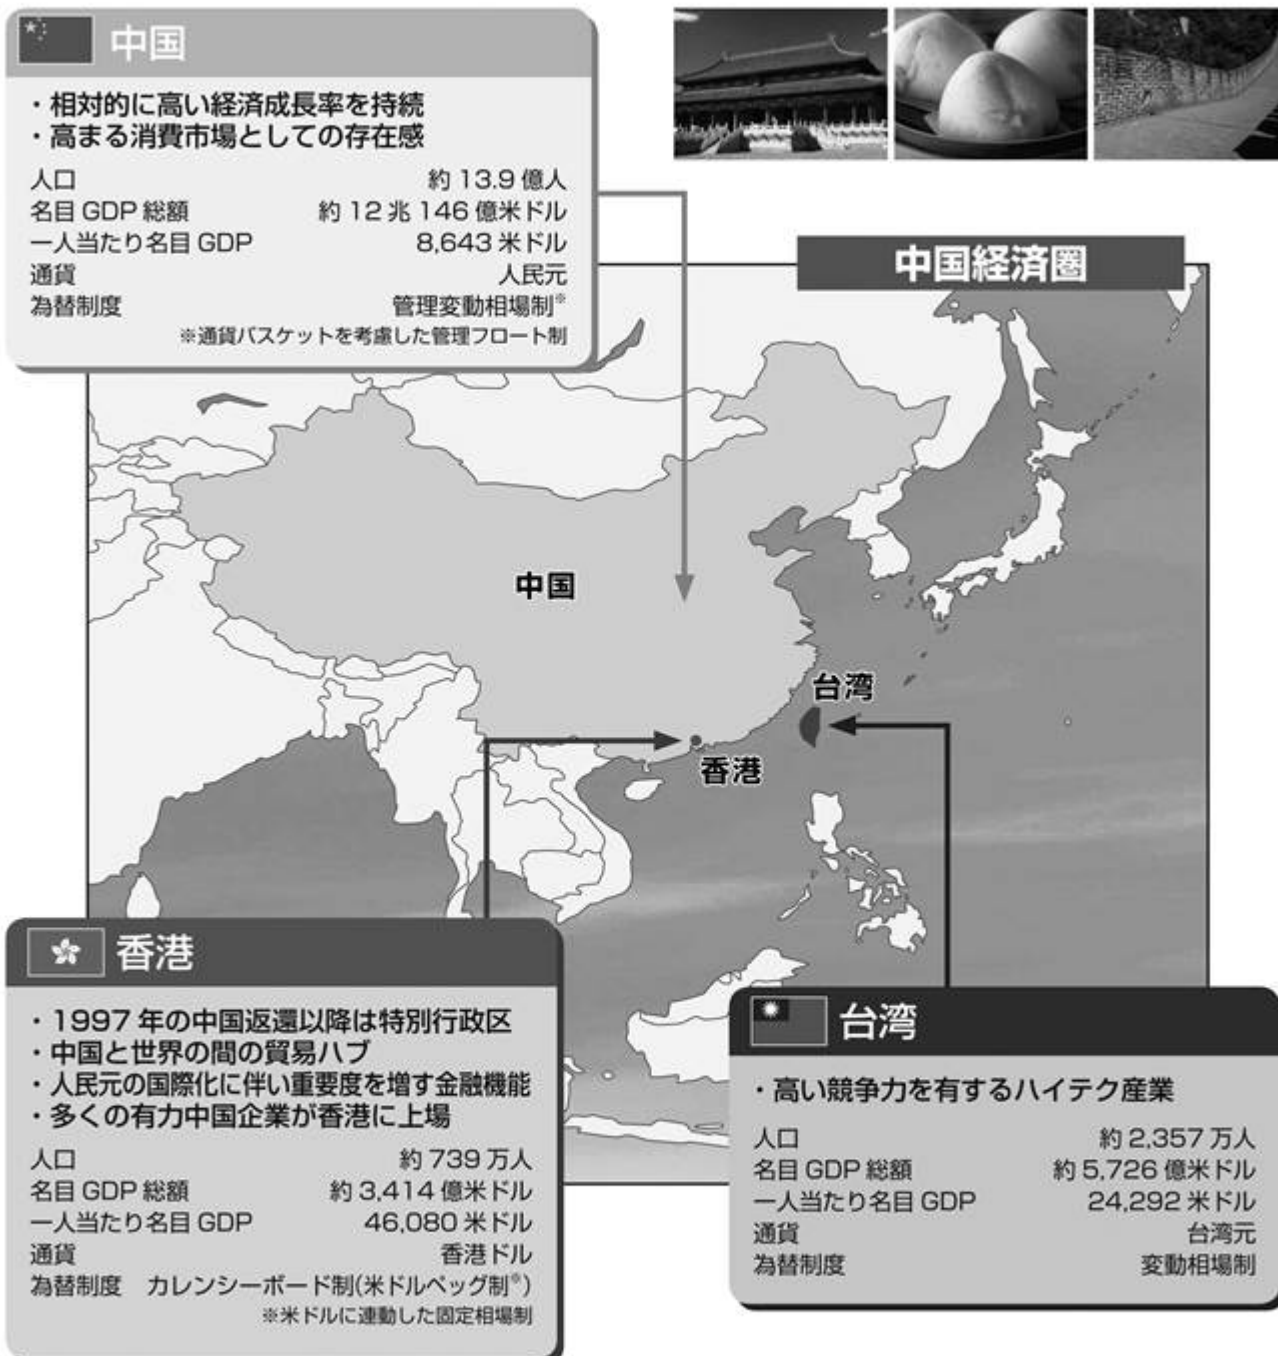 中国
・相対的に高い経済成長率を持続
・高まる消費市場としての存在感
人口 約 13.9 億人
名目 GDP 総額 約 12 兆 146 億米ドル
一人当たり名目 GDP 8,643 米ドル
通貨 人民元
為替制度 管理変動相場制※
※通貨バスケットを考慮した管理フロート制
中国経済圏
中国
台湾
香港
香港
・1997 年の中国返還以降は特別行政区
・中国と世界の間の貿易ハブ
・人民元の国際化に伴い重要度を増す金融機能
・多くの有力中国企業が香港に上場
人口 約 739 万人
名目 GDP 総額 約 3,414 億米ドル
一人当たり名目 GDP 46,080 米ドル
通貨 香港ドル
為替制度 カレンシーボード制(米ドルペッグ制※)
※米ドルに連動した固定相場制
台湾
・高い競争力を有するハイテク産業
人口 約 2,357 万人
名目 GDP 総額 約 5,726 億米ドル
一人当たり名目 GDP 24,292 米ドル
通貨 台湾元
為替制度 変動相場制